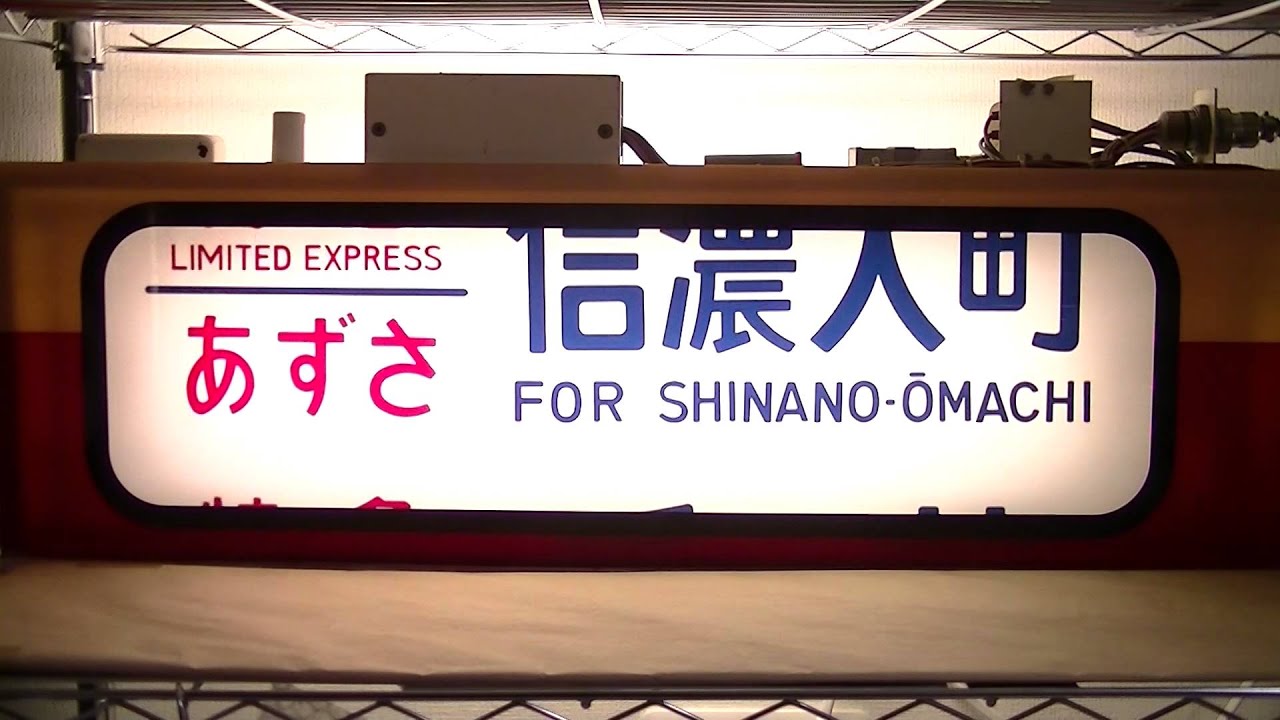 LIMITED EXPRESS
あずさ
信濃大町
FOR SHINANO-ŌMACHI